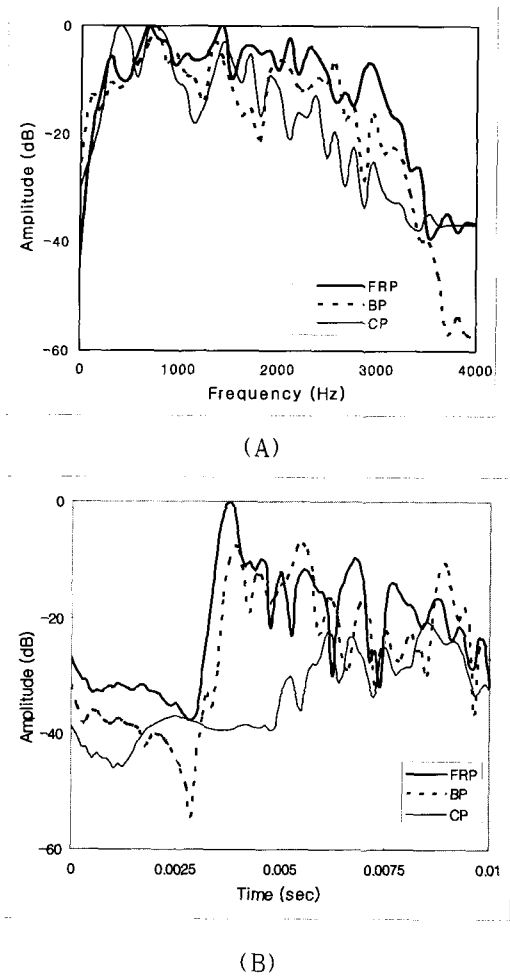 0
-20
-40
-60
Amplitude (dB)
FRP
BP
CP
0 1000 2000 3000 4000
Frequency (Hz)
(A)
0
-20
-40
-60
Amplitude (dB)
FRP
BP
CP
0 0.0025 0.005 0.0075 0.01
Time (sec)
(B)